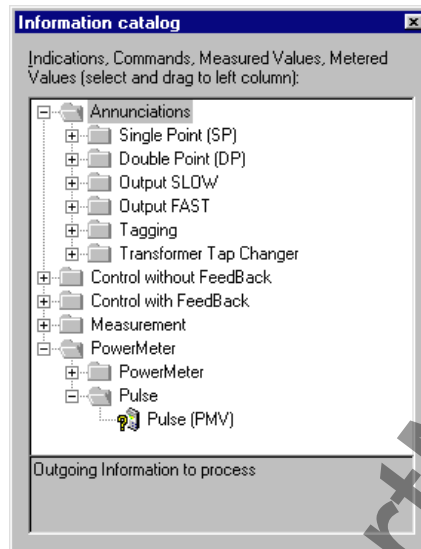 Information catalog
Indications, Commands, Measured Values, Metered
Values (select and drag to left column):
Annunciations
Single Point (SP)
Double Point (DP)
Output SLOW
Output FAST
Tagging
Transformer Tap Changer
Control without FeedBack
Control with FeedBack
Measurement
PowerMeter
PowerMeter
Pulse
Pulse (PMV)
Outgoing Information to process